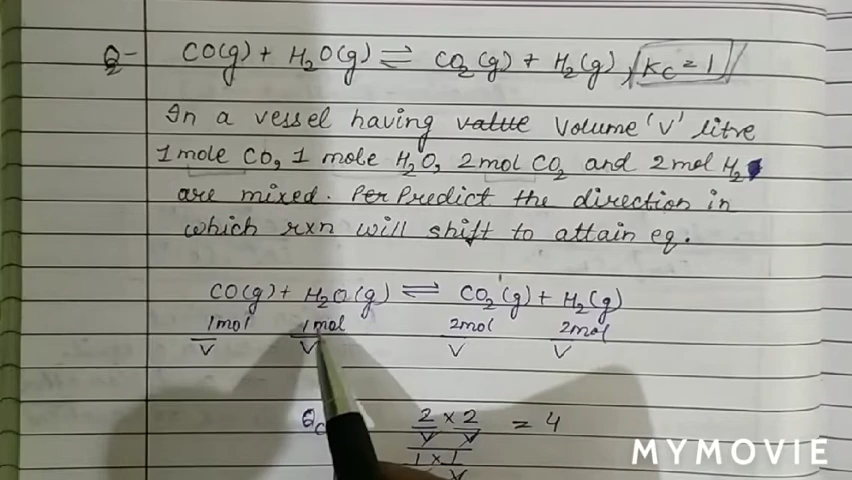 Q- CO(g) + H₂O(g) ⇌ CO₂(g) + H₂(g), Kc = 1
In a vessel having value Volume 'V' litre
1 mole CO, 1 mole H₂O, 2 mol CO₂ and 2 mol H₂
are mixed. Per Predict the direction in
which rxn will shift to attain eq.
CO(g) + H₂O(g) ⇌ CO₂(g) + H₂(g)
1mol 1mol 2mol 2mol
V V V V
Qc 2 × 2 = 4
V V
1 × 1
V
MYMOVIE